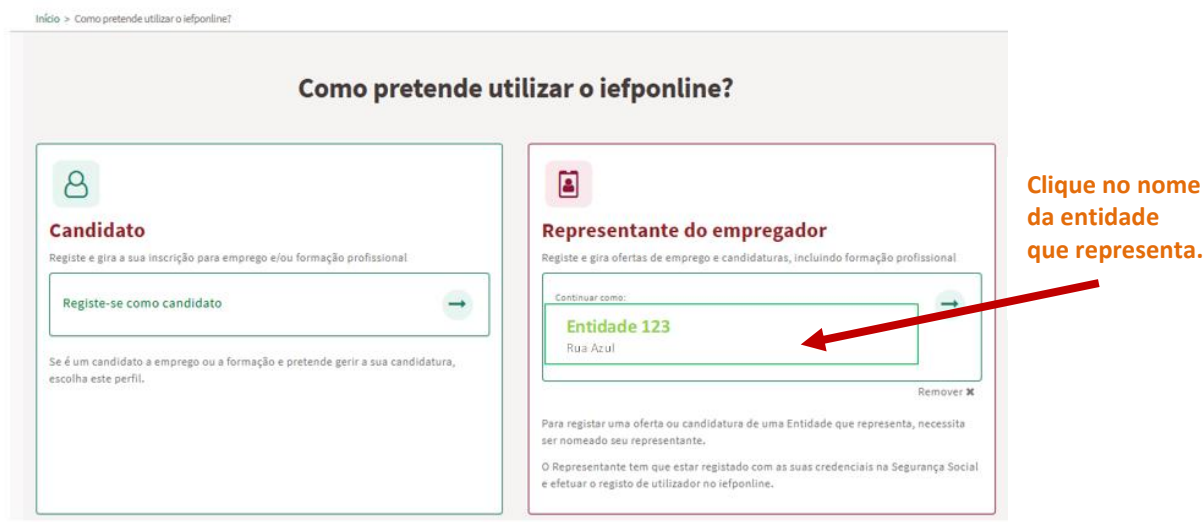 Início > Como pretende utilizar o iefponline?
Como pretende utilizar o iefponline?
Candidato
Registe e gira a sua inscrição para emprego e/ou formação profissional
Registe-se como candidato
Se é um candidato a emprego ou a formação e pretende gerir a sua candidatura,
escolha este perfil.
Representante do empregador
Registe e gira ofertas de emprego e candidaturas, incluindo formação profissional
Continuar como:
Entidade 123
Rua Azul
Remover ✖
Para registar uma oferta ou candidatura de uma Entidade que representa, necessita
ser nomeado seu representante.
O Representante tem que estar registado com as suas credenciais na Segurança Social
e efetuar o registo de utilizador no iefponline.
Clique no nome
da entidade
que representa.